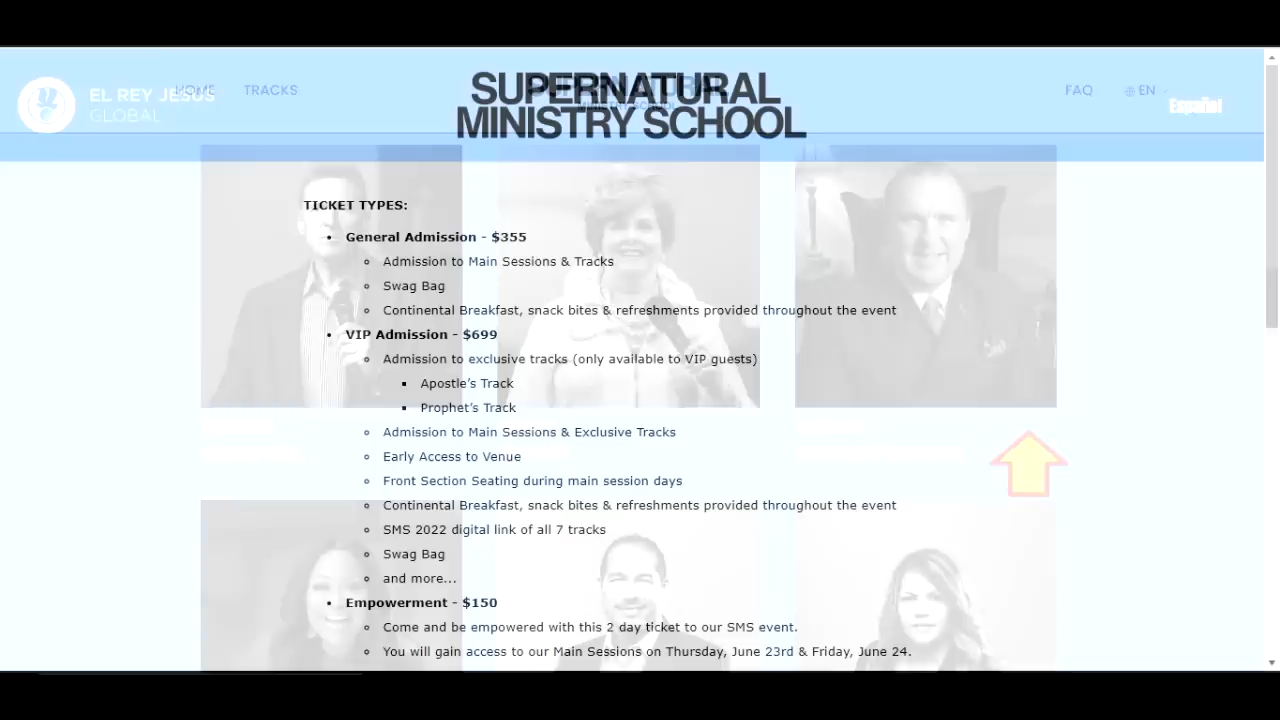 EL REY JESUS
GLOBAL
HOME
TRACKS
SUPERNATURAL
MINISTRY SCHOOL
SUPERNATURAL
MINISTRY SCHOOL
FAQ
EN
Español
TICKET TYPES:
• General Admission - $355
◦ Admission to Main Sessions & Tracks
◦ Swag Bag
◦ Continental Breakfast, snack bites & refreshments provided throughout the event
• VIP Admission - $699
◦ Admission to exclusive tracks (only available to VIP guests)
▪ Apostle’s Track
▪ Prophet’s Track
◦ Admission to Main Sessions & Exclusive Tracks
◦ Early Access to Venue
◦ Front Section Seating during main session days
◦ Continental Breakfast, snack bites & refreshments provided throughout the event
◦ SMS 2022 digital link of all 7 tracks
◦ Swag Bag
◦ and more...
• Empowerment - $150
◦ Come and be empowered with this 2 day ticket to our SMS event.
◦ You will gain access to our Main Sessions on Thursday, June 23rd & Friday, June 24.